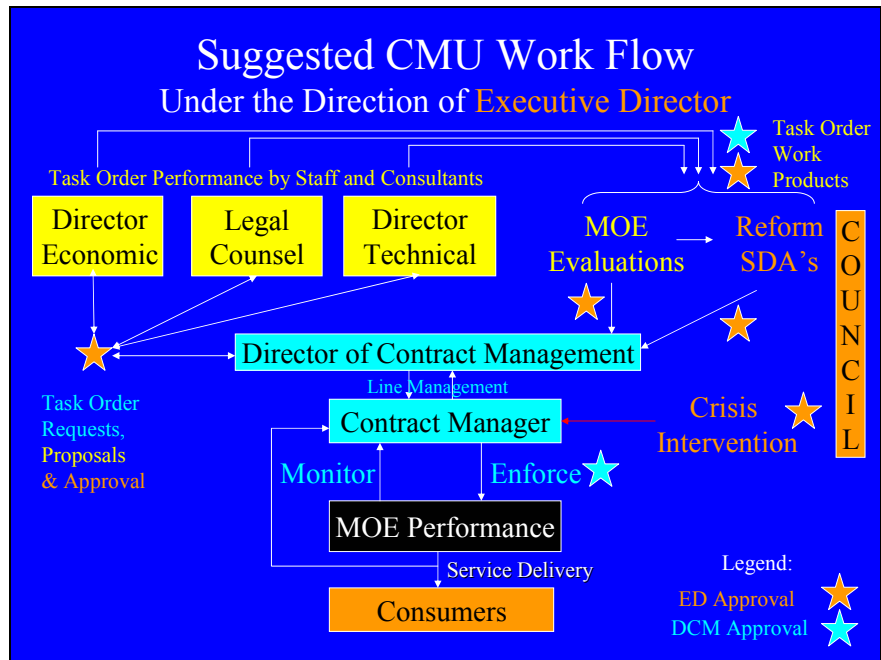 Suggested CMU Work Flow
Under the Direction of Executive Director
Task Order
Work
Products
Task Order Performance by Staff and Consultants
Director
Economic
Legal
Counsel
Director
Technical
MOE
Evaluations
Reform
SDA's
C
O
U
N
C
I
L
Director of Contract Management
Line Management
Task Order
Requests,
Proposals
& Approval
Contract Manager
Crisis
Intervention
Monitor
Enforce
MOE Performance
Service Delivery
Consumers
Legend:
ED Approval
DCM Approval